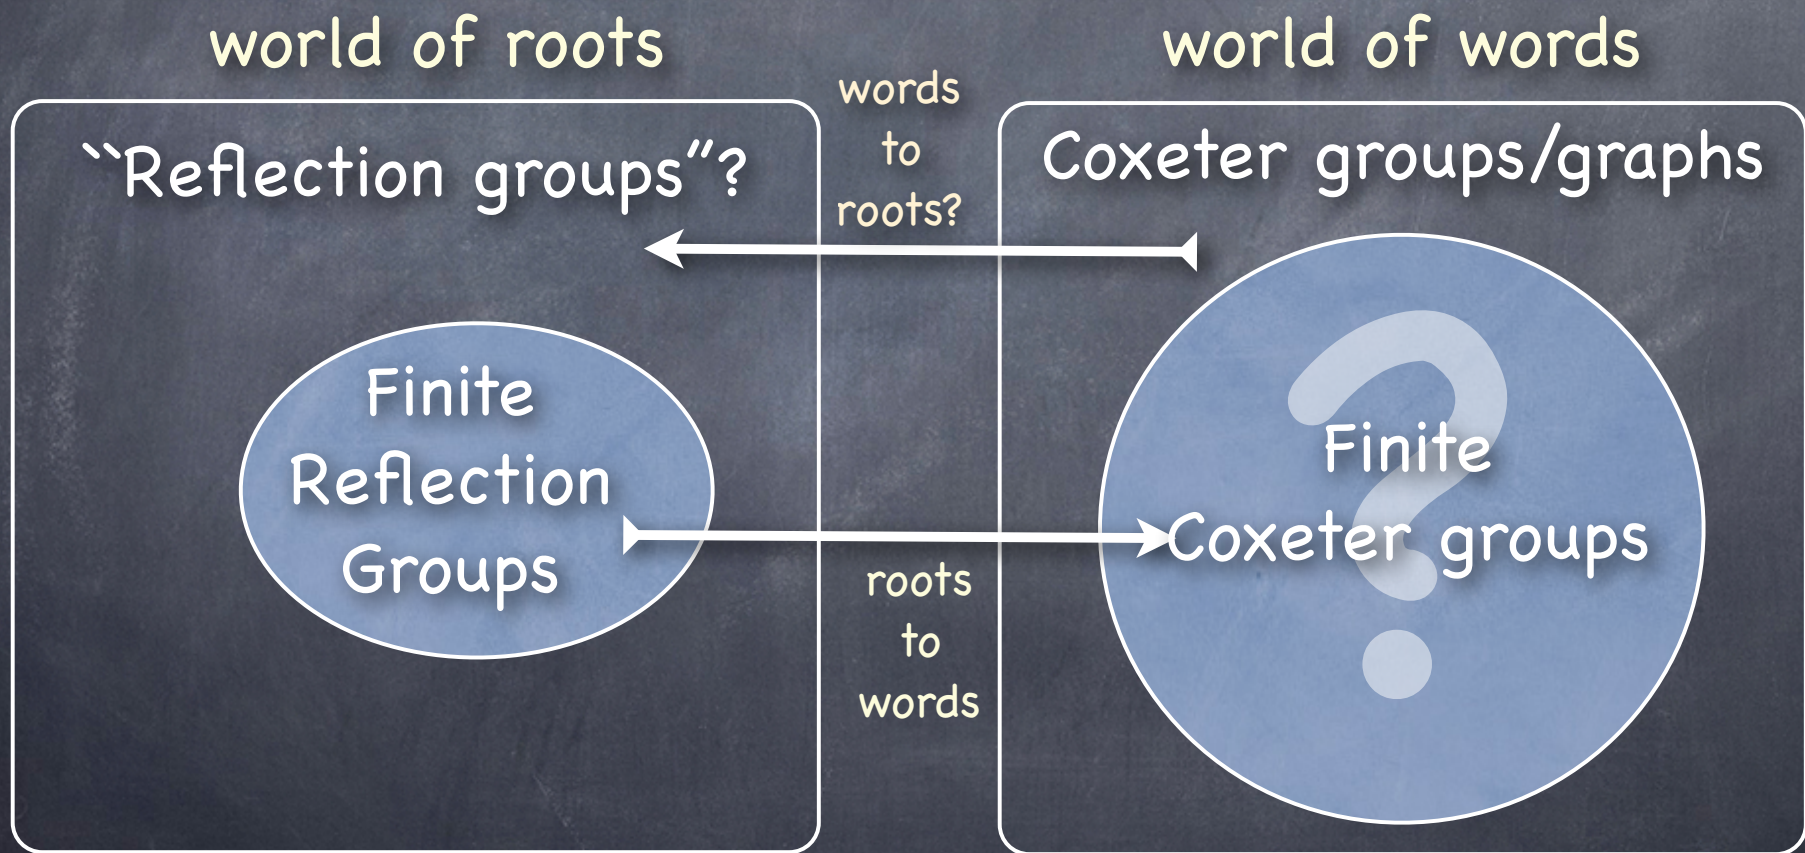 world of roots
world of words
words
to
roots?
``Reflection groups"?
Coxeter groups/graphs
Finite
Reflection
Groups
?
Finite
Coxeter groups
roots
to
words